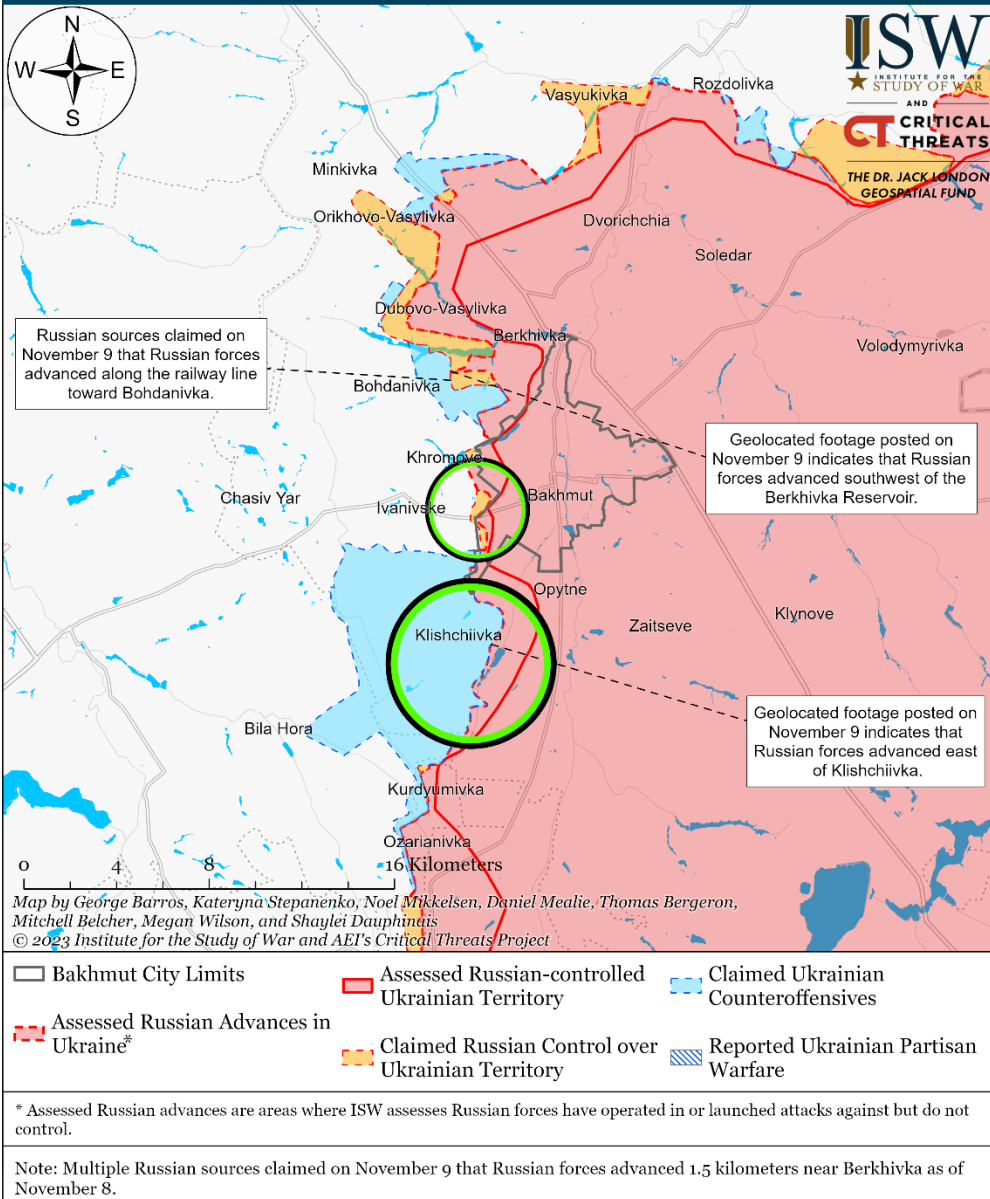 N
W E
S
ISW
INSTITUTE FOR THE
STUDY OF WAR
AND
CT CRITICAL
THREATS
THE DR. JACK LONDON
GEOSPATIAL FUND
Vasyukivka
Rozdolivka
Minkivka
Orikhovo-Vasylivka
Dvorichchia
Soledar
Dubovo-Vasylivka
Berkhivka
Volodymyrivka
Russian sources claimed on
November 9 that Russian forces
advanced along the railway line
toward Bohdanivka.
Bohdanivka
Geolocated footage posted on
November 9 indicates that Russian
forces advanced southwest of the
Berkhivka Reservoir.
Khromove
Chasiv Yar
Ivanivske
Bakhmut
Opytne
Klishchiivka
Zaitseve
Klynove
Geolocated footage posted on
November 9 indicates that
Russian forces advanced east
of Klishchiivka.
Bila Hora
Kurdyumivka
Ozarianivka
0 4 8 16 Kilometers
Map by George Barros, Kateryna Stepanenko, Noel Mikkelsen, Daniel Mealie, Thomas Bergeron,
Mitchell Belcher, Megan Wilson, and Shaylei Dauphinais
© 2023 Institute for the Study of War and AEI's Critical Threats Project
Bakhmut City Limits
Assessed Russian Advances in
Ukraine*
Assessed Russian-controlled
Ukrainian Territory
Claimed Russian Control over
Ukrainian Territory
Claimed Ukrainian
Counteroffensives
Reported Ukrainian Partisan
Warfare
* Assessed Russian advances are areas where ISW assesses Russian forces have operated in or launched attacks against but do not
control.
Note: Multiple Russian sources claimed on November 9 that Russian forces advanced 1.5 kilometers near Berkhivka as of
November 8.